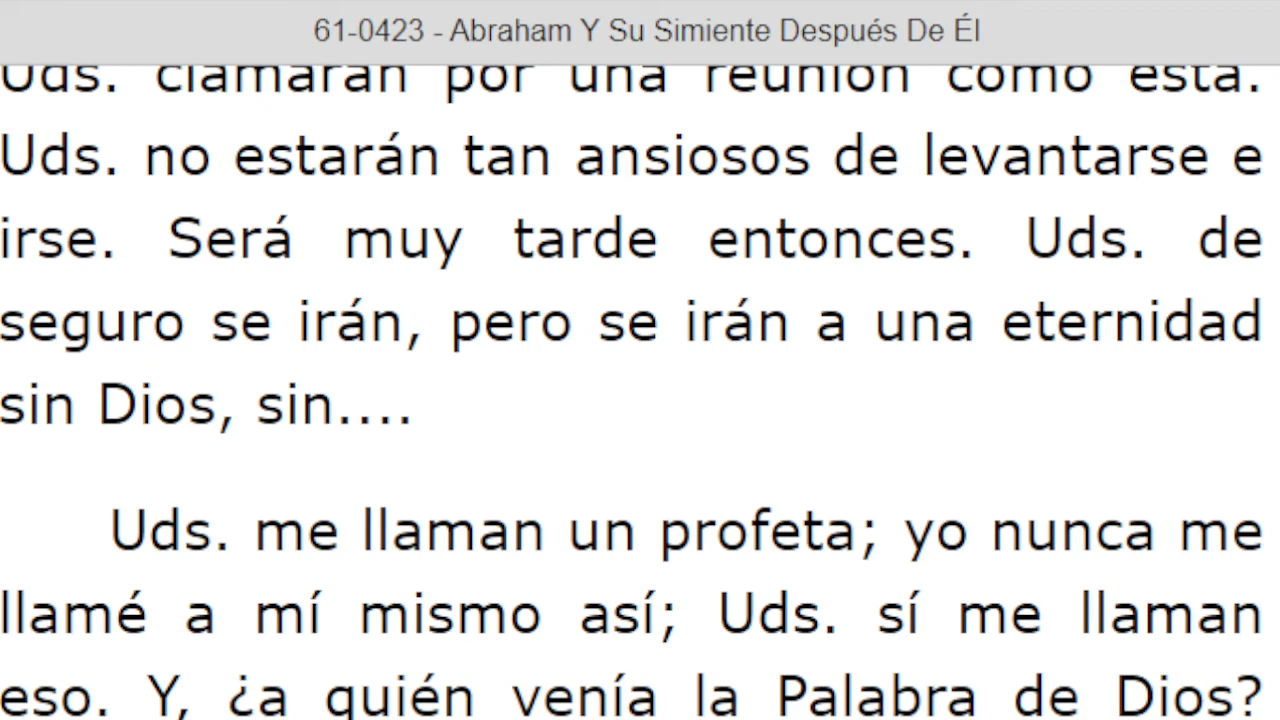 61-0423 - Abraham Y Su Simiente Después De Él
Uds. clamarán por una reunión como esta.
Uds. no estarán tan ansiosos de levantarse e
irse. Será muy tarde entonces. Uds. de
seguro se irán, pero se irán a una eternidad
sin Dios, sin....
Uds. me llaman un profeta; yo nunca me
llamé a mí mismo así; Uds. sí me llaman
eso. Y, ¿a quién venía la Palabra de Dios?